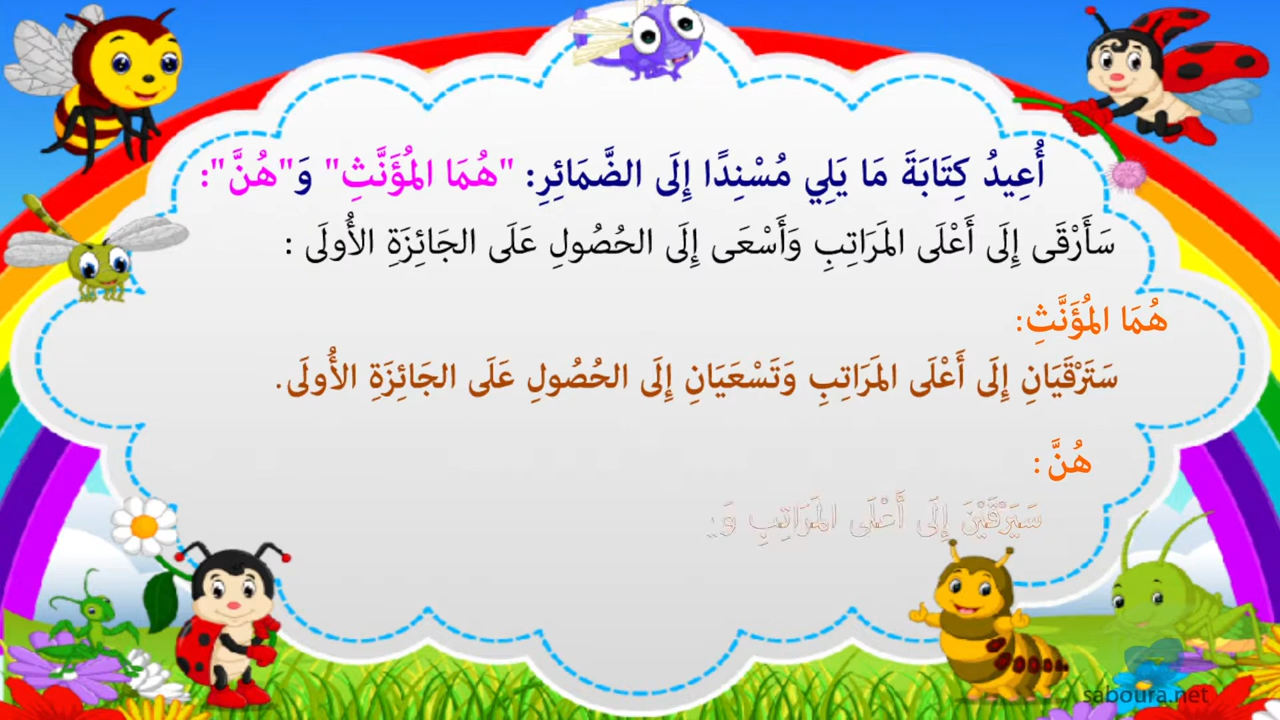 أُعِيدُ كِتَابَةَ مَا يَلِي مُسْنِدًا إِلَى الضَّمَائِرِ: "هُمَا المُؤَنَّثِ" وَ"هُنَّ":
سَأَرْقَى إِلَى أَعْلَى المَرَاتِبِ وَأَسْعَى إِلَى الحُصُولِ عَلَى الجَائِزَةِ الأُولَى :
هُمَا المُؤَنَّثِ:
سَتَرْقَيَانِ إِلَى أَعْلَى المَرَاتِبِ وَتَسْعَيَانِ إِلَى الحُصُولِ عَلَى الجَائِزَةِ الأُولَى.
هُنَّ :
سَيَرْقَيْنَ إِلَى أَعْلَى المَرَاتِبِ
saboura.net